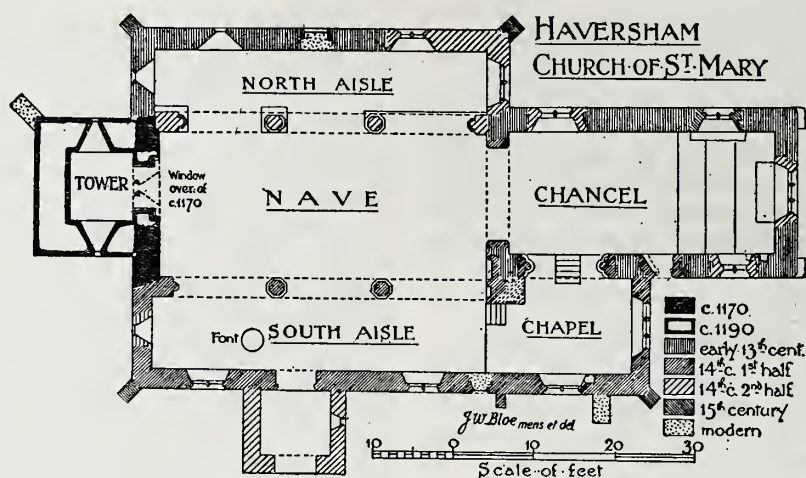 HAVERSHAM
CHURCH·OF·ST·MARY
NORTH AISLE
TOWER
Window
over: of
c.1170
NAVE
CHANCEL
Font
SOUTH AISLE
CHAPEL
c.1170.
c.1190
early·13th cent.
14th c. 1st half
14th c. 2nd half
15th century
modern
J.W. Bloe mens et del
10 0 10 20 30
Scale·of·feet